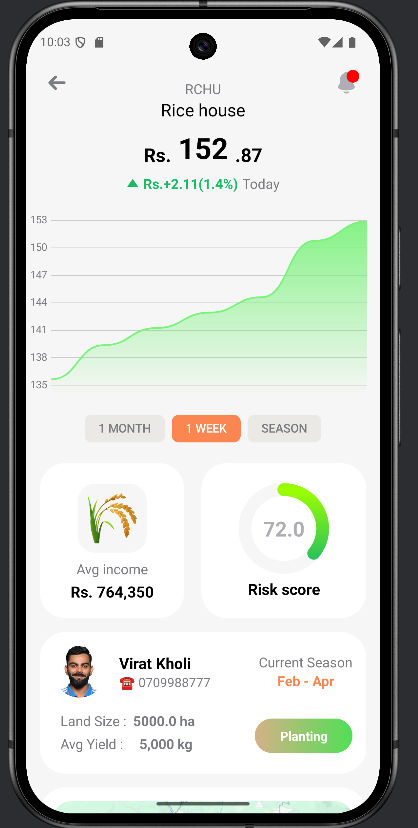 10:03
RCHU
Rice house
Rs. 152 .87
Rs.+2.11(1.4%) Today
153
150
147
144
141
138
135
1 MONTH 1 WEEK SEASON
Avg income
Rs. 764,350
72.0
Risk score
Virat Kholi
0709988777
Current Season
Feb - Apr
Land Size : 5000.0 ha
Avg Yield : 5,000 kg
Planting